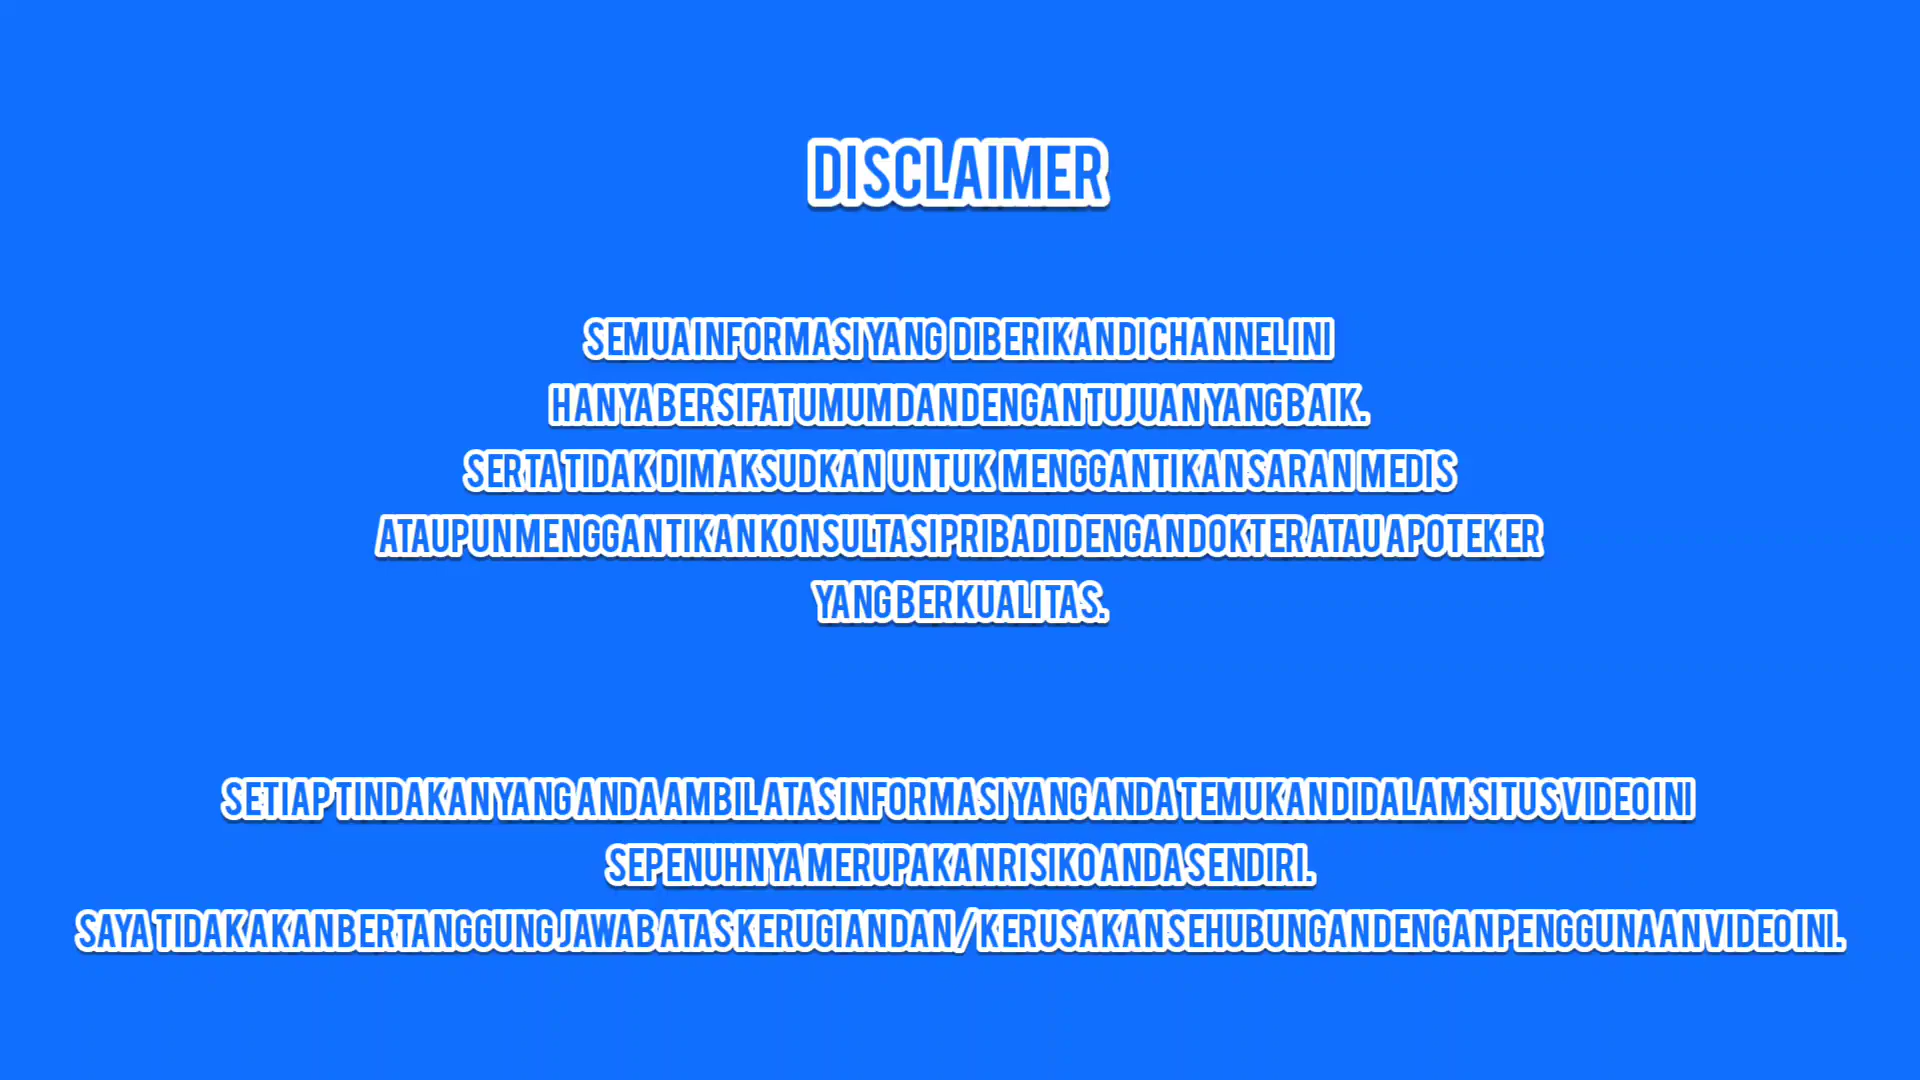 DISCLAIMER
SEMUA INFORMASI YANG DIBERIKAN DI CHANNEL INI
HANYA BERSIFAT UMUM DAN DENGAN TUJUAN YANG BAIK.
SERTA TIDAK DIMAKSUDKAN UNTUK MENGGANTIKAN SARAN MEDIS
ATAUPUN MENGGANTIKAN KONSULTASI PRIBADI DENGAN DOKTER ATAU APOTEKER
YANG BERKUALITAS.
SETIAP TINDAKAN YANG ANDA AMBIL ATAS INFORMASI YANG ANDA TEMUKAN DIDALAM SITUS VIDEO INI
SEPENUHNYA MERUPAKAN RISIKO ANDA SENDIRI.
SAYA TIDAK AKAN BERTANGGUNG JAWAB ATAS KERUGIAN DAN / KERUSAKAN SEHUBUNGAN DENGAN PENGGUNAAN VIDEO INI.